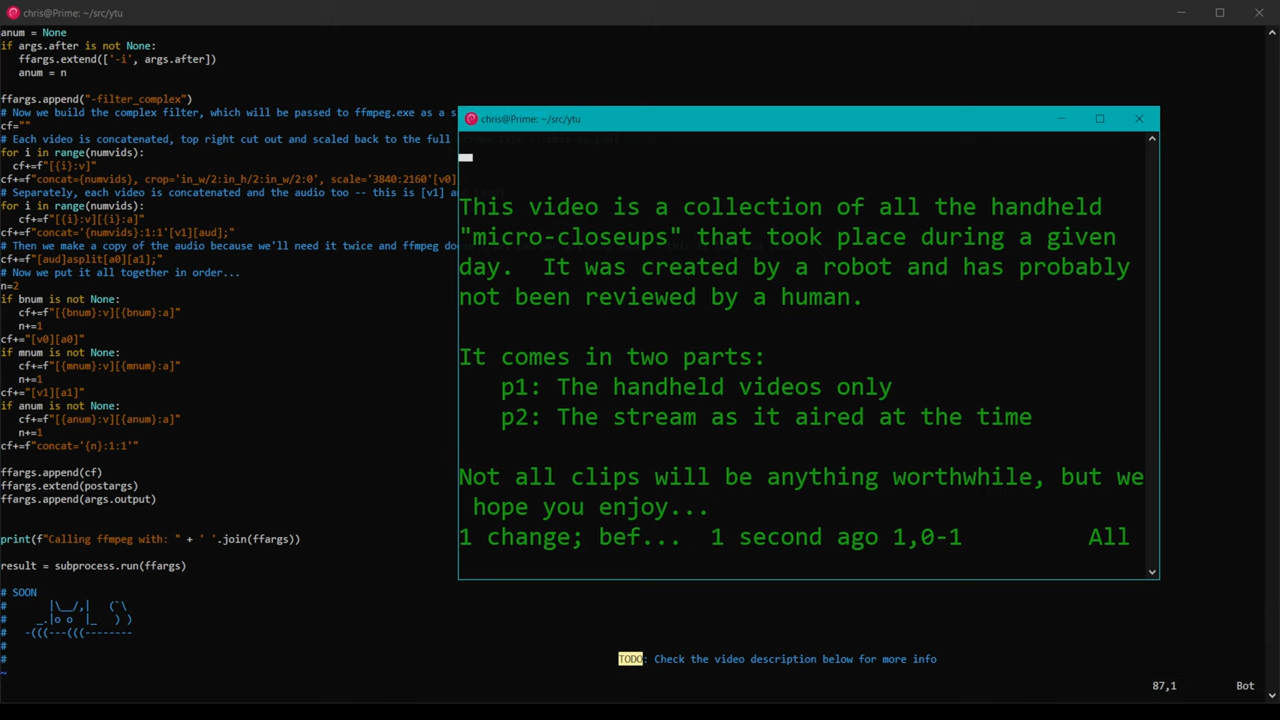 chris@Prime: ~/src/ytu
anum = None
if args.after is not None:
   ffargs.extend(['-i', args.after])
   anum = n

ffargs.append("-filter_complex")
# Now we build the complex filter, which will be passed to ffmpeg.exe as a s
cf=""
# Each video is concatenated, top right cut out and scaled back to the full
for i in range(numvids):
  cf+=f"[{i}:v]"
cf+=f"concat={numvids}, crop='in_w/2:in_h/2:in_w/2:0', scale='3840:2160'[v0]
# Separately, each video is concatenated and the audio too -- this is [v1] a
for i in range(numvids):
   cf+=f"[{i}:v][{i}:a]"
cf+=f"concat='{numvids}:1:1'[v1][aud];"
# Then we make a copy of the audio because we'll need it twice and ffmpeg do
cf+="[aud]asplit[a0][a1];"
# Now we put it all together in order...
n=2
if bnum is not None:
   cf+=f"[{bnum}:v][{bnum}:a]"
   n+=1
cf+="[v0][a0]"
if mnum is not None:
   cf+=f"[{mnum}:v][{mnum}:a]"
   n+=1
cf+="[v1][a1]"
if anum is not None:
   cf+=f"[{anum}:v][{anum}:a]"
   n+=1
cf+=f"concat='{n}:1:1'"

ffargs.append(cf)
ffargs.extend(postargs)
ffargs.append(args.output)

print(f"Calling ffmpeg with: " + ' '.join(ffargs))

result = subprocess.run(ffargs)

# SOON
#      |\__/,|   (`\
#    _.|o o  |_   ) )
#  -(((---(((--------
#
#
~
chris@Prime: ~/src/ytu
This video is a collection of all the handheld
"micro-closeups" that took place during a given
day.  It was created by a robot and has probably
not been reviewed by a human.

It comes in two parts:
   p1: The handheld videos only
   p2: The stream as it aired at the time

Not all clips will be anything worthwhile, but we
 hope you enjoy...
1 change; bef...  1 second ago 1,0-1         All
TODO: Check the video description below for more info
87,1         Bot